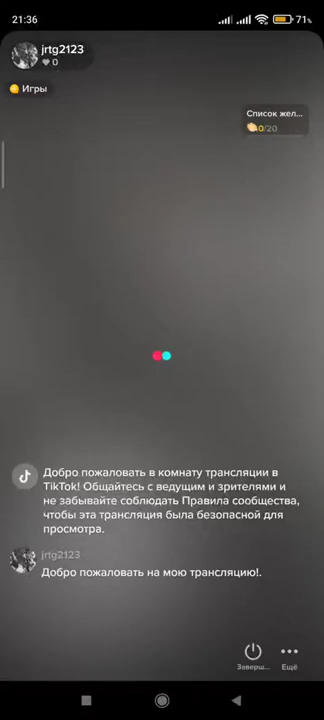 21:36
71%
jrtg2123
0
Игры
Список жел...
0/20
Добро пожаловать в комнату трансляции в
TikTok! Общайтесь с ведущим и зрителями и
не забывайте соблюдать Правила сообщества,
чтобы эта трансляция была безопасной для
просмотра.
jrtg2123
Добро пожаловать на мою трансляцию!.
Заверш...
Ещё